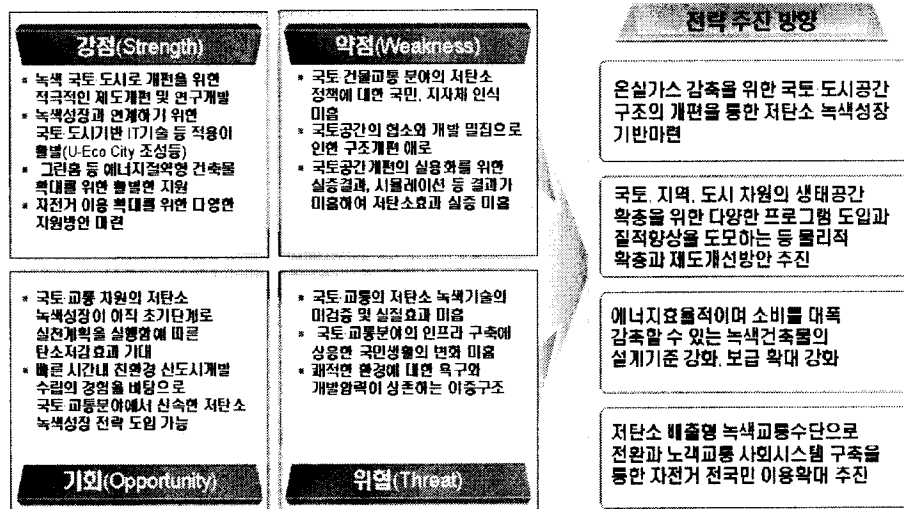 강점(Strength)
* 녹색 국토 도시로 개편을 위한
적극적인 제도개편 및 연구개발
* 녹색성장과 연계하기 위한
국토·도시기반 IT기술 등 적용이
활발(U-Eco City 조성등)
* 그린홈 등 에너지절약형 건축물
확대를 위한 활발한 지원
* 자전거 이용 확대를 위한 다양한
지원방안 마련
약점(Weakness)
* 국토·건물교통 분야의 저탄소
정책에 대한 국민, 지자체 인식
미흡
* 국토공간의 협소와 개발 밀집으로
인한 구조개편 애로
* 국토공간개편의 실용화를 위한
실증결과, 시뮬레이션 등 결과가
미흡하여 저탄소효과 실증 미흡
* 국토·교통 차원의 저탄소
녹색성장이 아직 초기단계로
실천계획을 실행함에 따른
탄소저감효과 기대
* 빠른 시간내 친환경 신도시개발
수립의 경험을 바탕으로
국토·교통분야에서 신속한 저탄소
녹색성장 전략 도입 가능
기회(Opportunity)
* 국토·교통의 저탄소 녹색기술의
미검증 및 실질효과 미흡
* 국토·교통분야의 인프라 구축에
상응한 국민생활의 변화 미흡
* 쾌적한 환경에 대한 욕구와
개발압력이 상존하는 이중구조
위협(Threat)
전략 추진 방향
온실가스 감축을 위한 국토·도시공간
구조의 개편을 통한 저탄소 녹색성장
기반마련
국토, 지역, 도시 차원의 생태공간
확충을 위한 다양한 프로그램 도입과
질적향상을 도모하는 등 물리적
확충과 제도개선방안 추진
에너지효율적이며 소비를 대폭
감축할 수 있는 녹색건축물의
설계기준 강화, 보급 확대 강화
저탄소 배출형 녹색교통수단으로
전환과 노객교통 사회시스템 구축을
통한 자전거 전국민 이용확대 추진